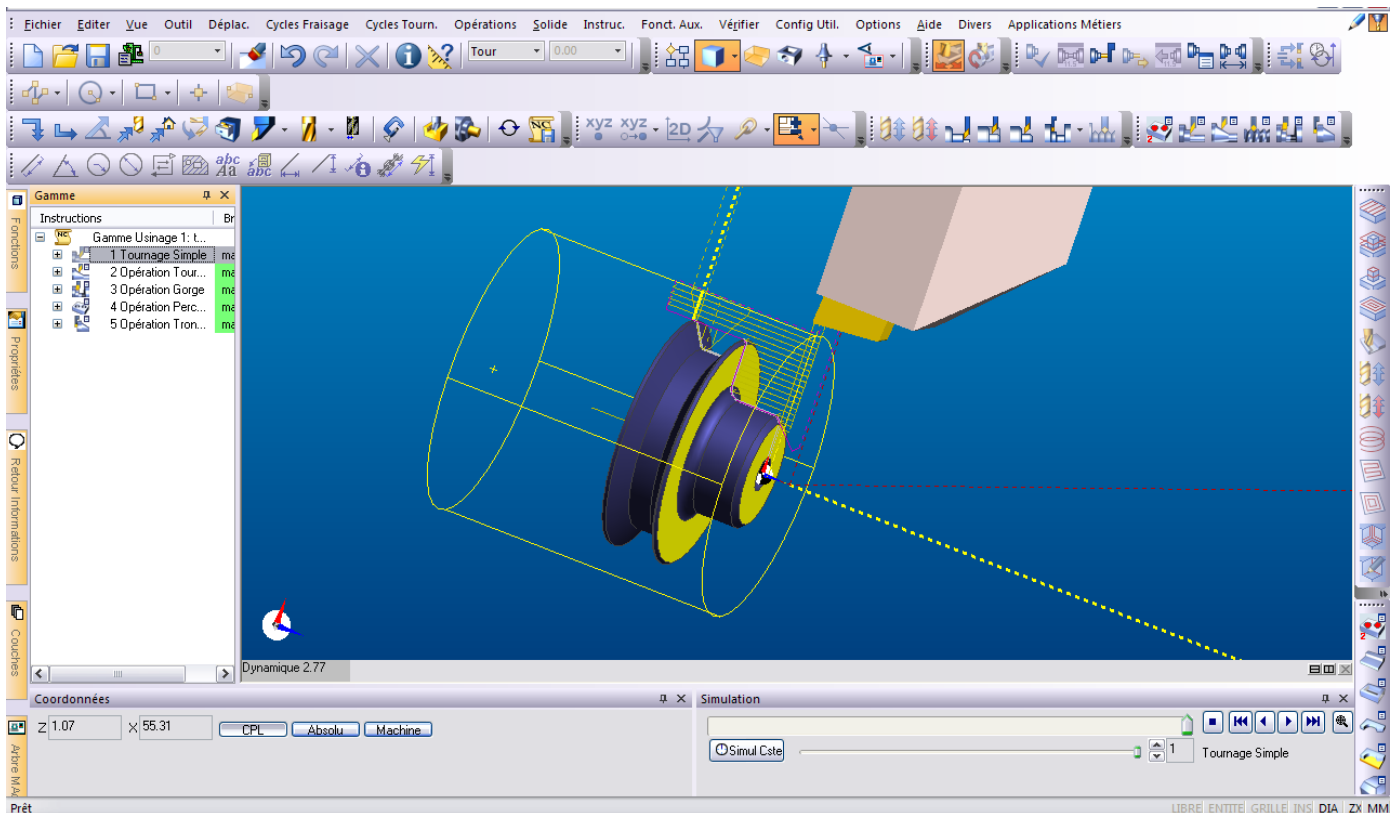 Fichier Editer Vue Outil Déplac. Cycles Fraisage Cycles Tourn. Opérations Solide Instruc. Fonct. Aux. Vérifier Config Util. Options Aide Divers Applications Métiers
0 Tour 0.00
xyz xyz 2D
abc Aa abc
Gamme
Instructions Br
Gamme Usinage 1: t...
1 Tournage Simple ma
2 Opération Tour... ma
3 Opération Gorge ma
4 Opération Perc... ma
5 Opération Tron... ma
Fonctions
Propriétes
Retour Informations
Couches
Arbre MA
Dynamique 2.77
Coordonnées
Z 1.07 X 55.31 CPL Absolu Machine
Simulation
Simul Cste 1 Tournage Simple
Prêt
LIBRE ENTITE GRILLE INS DIA ZX MM